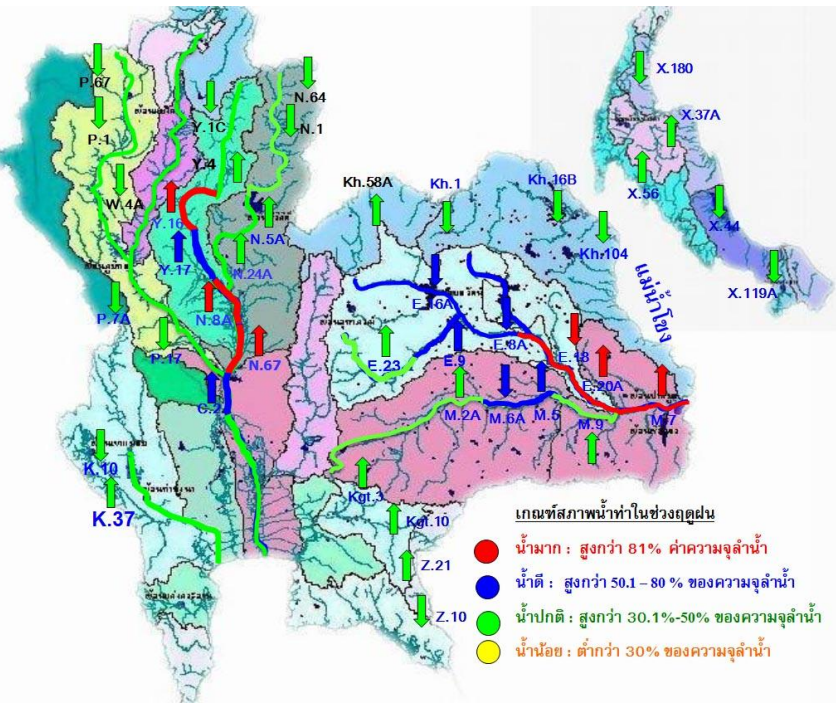 P.67
P.1
W.4A
P.7A
P.17
Y.1C
Y.4
Y.16
Y.17
N.64
N.1
N.5A
N.24A
N.8A
N.67
C.2
K.10
K.37
Kh.58A
Kh.1
Kh.16B
Kh.104
แม่น้ำโขง
E.16A
E.23
E.9
E.8A
E.18
E.20A
M.2A
M.6A
M.5
M.9
M.7
Kgt.3
Kgt.10
Z.21
Z.10
X.180
X.37A
X.56
X.44
X.119A
เกณฑ์สภาพน้ำท่าในช่วงฤดูฝน
น้ำมาก : สูงกว่า 81% ค่าความจุลำน้ำ
น้ำดี : สูงกว่า 50.1 – 80 % ของความจุลำน้ำ
น้ำปกติ : สูงกว่า 30.1%-50% ของความจุลำน้ำ
น้ำน้อย : ต่ำกว่า 30% ของความจุลำน้ำ